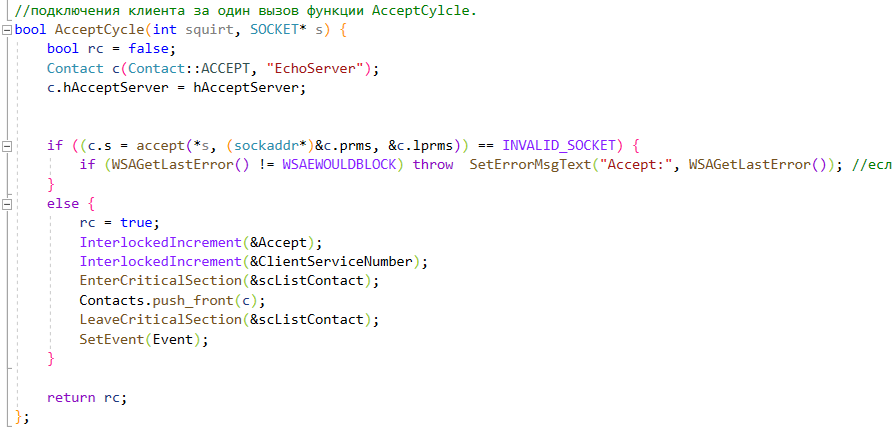 //подключения клиента за один вызов функции AcceptCylcle.
bool AcceptCycle(int squirt, SOCKET* s) {
    bool rc = false;
    Contact c(Contact::ACCEPT, "EchoServer");
    c.hAcceptServer = hAcceptServer;
    if ((c.s = accept(*s, (sockaddr*)&c.prms, &c.lprms)) == INVALID_SOCKET) {
        if (WSAGetLastError() != WSAEWOULDBLOCK) throw  SetErrorMsgText("Accept:", WSAGetLastError()); //есл
    }
    else {
        rc = true;
        InterlockedIncrement(&Accept);
        InterlockedIncrement(&ClientServiceNumber);
        EnterCriticalSection(&scListContact);
        Contacts.push_front(c);
        LeaveCriticalSection(&scListContact);
        SetEvent(Event);
    }
    return rc;
};